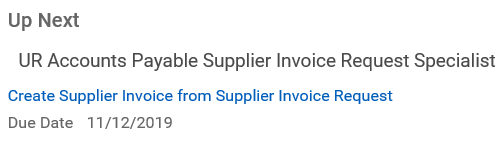 Up Next
UR Accounts Payable Supplier Invoice Request Specialist
Create Supplier Invoice from Supplier Invoice Request
Due Date 11/12/2019